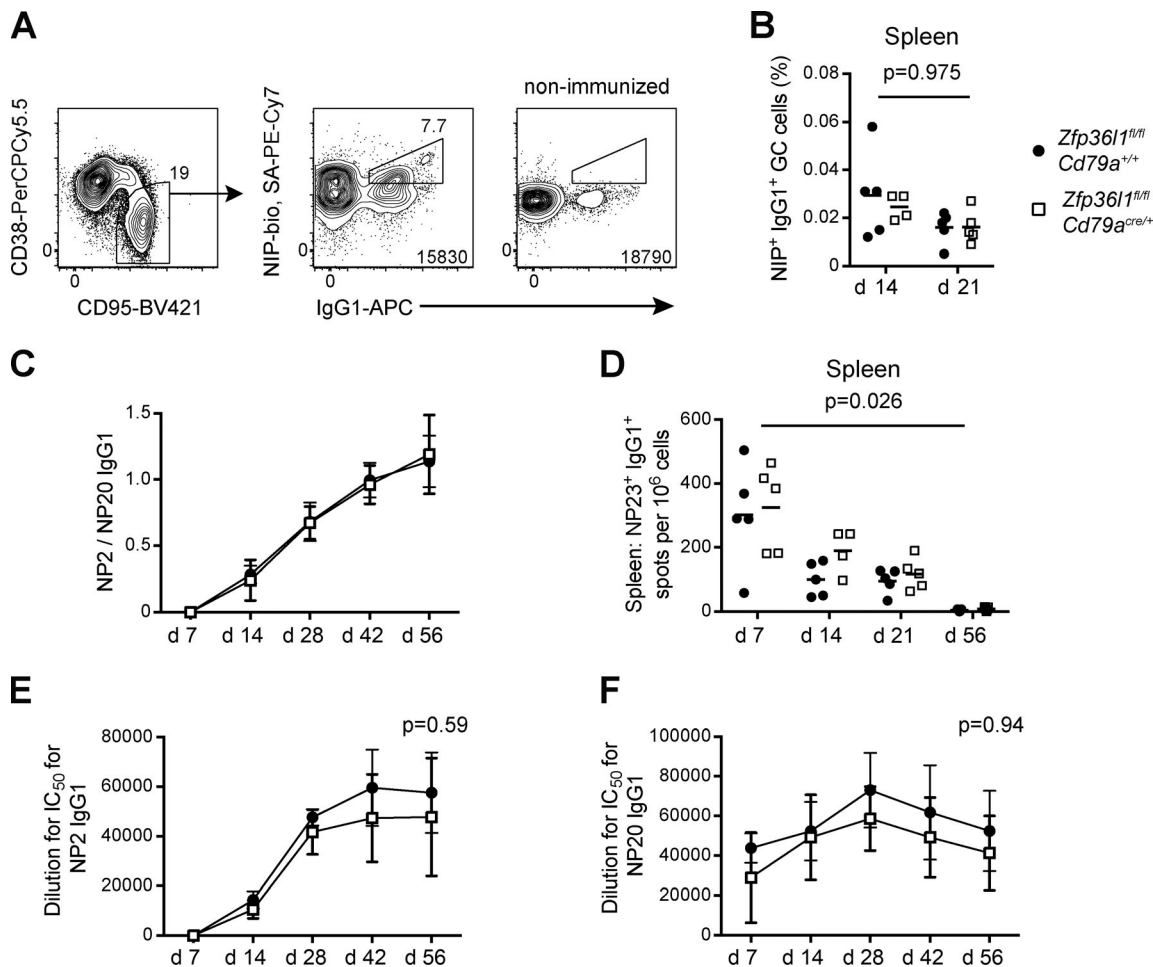 A
CD38-PerCPCy5.5
0
19
0
CD95-BV421
NIP-bio, SA-PE-Cy7
0
7.7
15830
0
IgG1-APC
non-immunized
18790
0
B
Spleen
p=0.975
NIP+ IgG1+ GC cells (%)
0.08
0.06
0.04
0.02
0
d 14
d 21
Zfp36l1fl/fl
Cd79a+/+
Zfp36l1fl/fl
Cd79acre/+
C
NP2 / NP20 IgG1
1.5
1.0
0.5
0
d 7
d 14
d 28
d 42
d 56
D
Spleen
p=0.026
Spleen: NP23+ IgG1+
spots per 106 cells
600
400
200
0
d 7
d 14
d 21
d 56
E
p=0.59
Dilution for IC50 for
NP2 IgG1
80000
60000
40000
20000
0
d 7
d 14
d 28
d 42
d 56
F
p=0.94
Dilution for IC50 for
NP20 IgG1
100000
80000
60000
40000
20000
0
d 7
d 14
d 28
d 42
d 56